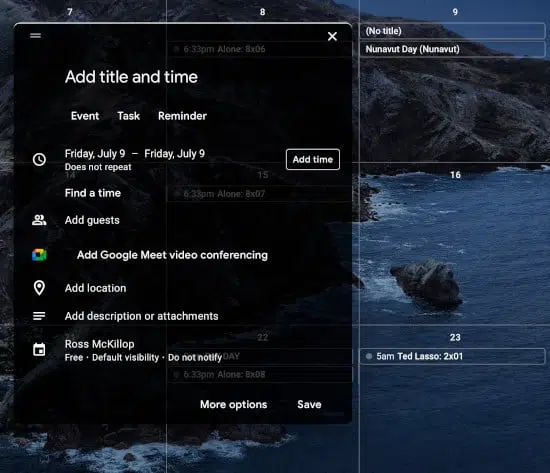 7
8
9
6:33pm Alone: 8x06
(No title)
Nunavut Day (Nunavut)
Add title and time
Event
Task
Reminder
Friday, July 9 – Friday, July 9
Does not repeat
Add time
14
15
16
Find a time
6:33pm Alone: 8x07
Add guests
Add Google Meet video conferencing
Add location
Add description or attachments
22
23
Ross McKillop
Free • Default visibility • Do not notify
DAY
5am Ted Lasso: 2x01
6:33pm Alone: 8x08
More options
Save